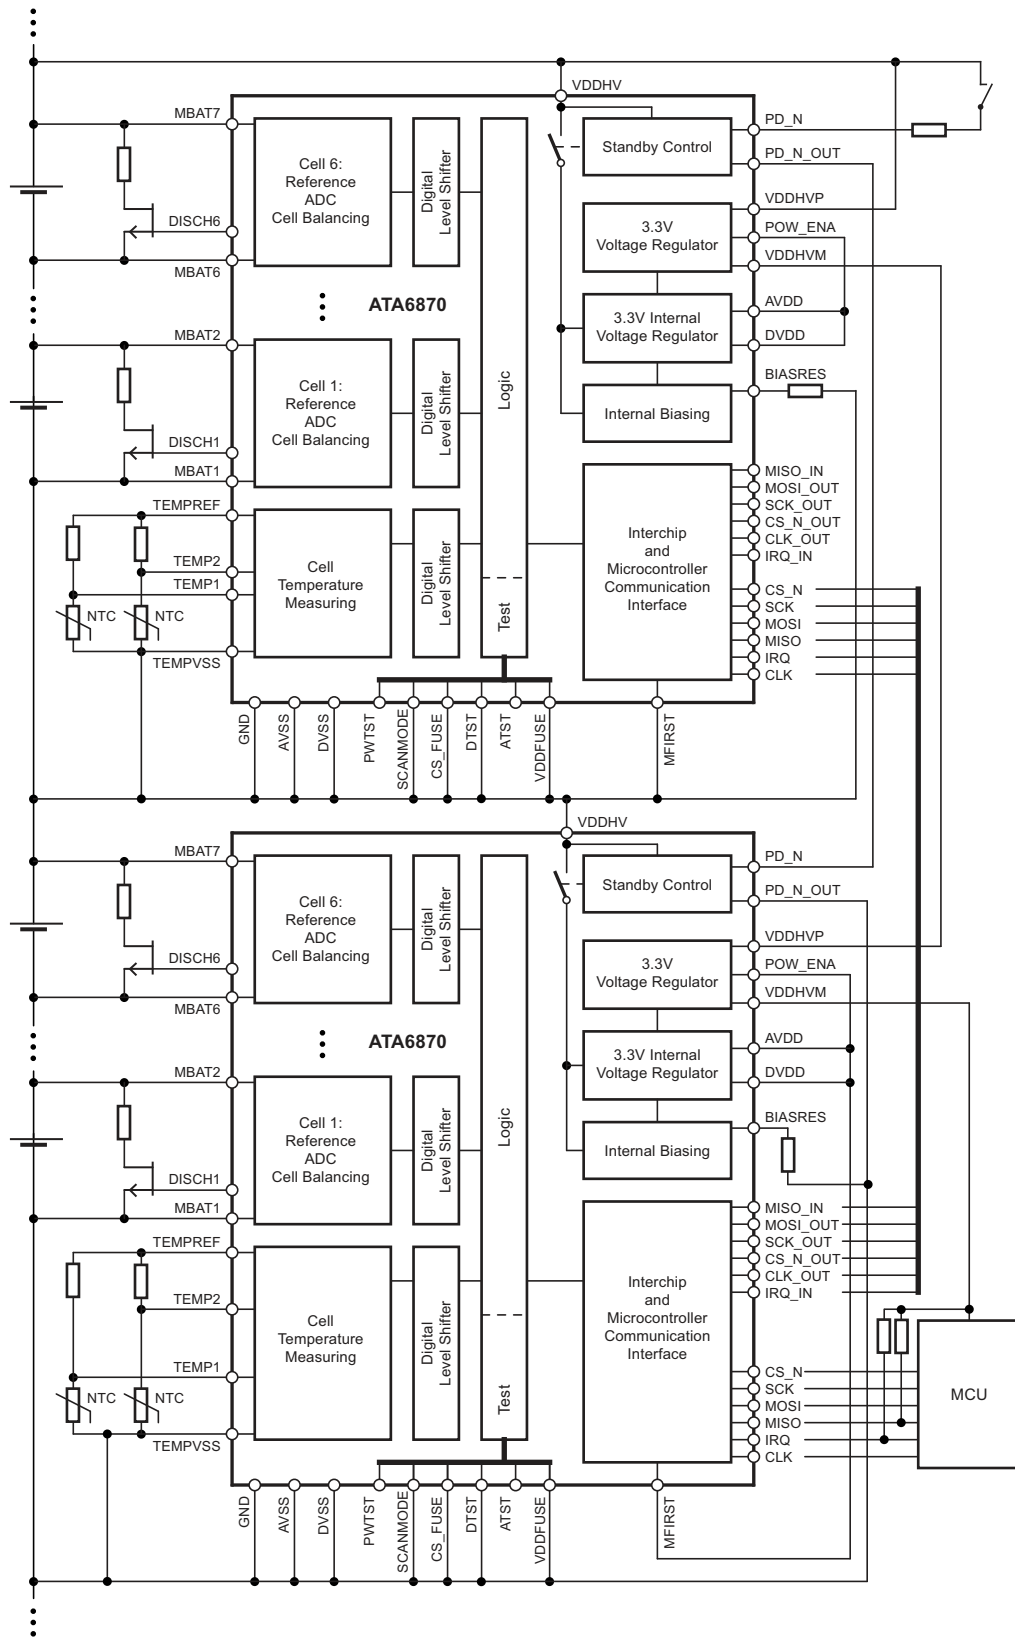 VDDHV
MBAT7
PD_N
Cell 6:
Reference
ADC
Cell Balancing
Digital
Level Shifter
Standby Control
PD_N_OUT
VDDHVP
DISCH6
3.3V
Voltage Regulator
POW_ENA
VDDHVM
MBAT6
ATA6870
AVDD
3.3V Internal
Voltage Regulator
DVDD
MBAT2
BIASRES
Cell 1:
Reference
ADC
Cell Balancing
Digital
Level Shifter
Logic
Internal Biasing
DISCH1
MBAT1
MISO_IN
MOSI_OUT
SCK_OUT
CS_N_OUT
CLK_OUT
IRQ_IN
TEMPREF
TEMP2
TEMP1
Cell
Temperature
Measuring
Digital
Level Shifter
Test
Interchip
and
Microcontroller
Communication
Interface
CS_N
SCK
MOSI
MISO
IRQ
CLK
NTC
NTC
TEMPVSS
GND
AVSS
DVSS
PWTST
SCANMODE
CS_FUSE
DTST
ATST
VDDFUSE
MFIRST
VDDHV
MBAT7
PD_N
Cell 6:
Reference
ADC
Cell Balancing
Digital
Level Shifter
Standby Control
PD_N_OUT
VDDHVP
DISCH6
3.3V
Voltage Regulator
POW_ENA
VDDHVM
MBAT6
ATA6870
AVDD
3.3V Internal
Voltage Regulator
DVDD
MBAT2
BIASRES
Cell 1:
Reference
ADC
Cell Balancing
Digital
Level Shifter
Logic
Internal Biasing
DISCH1
MBAT1
MISO_IN
MOSI_OUT
SCK_OUT
CS_N_OUT
CLK_OUT
IRQ_IN
TEMPREF
TEMP2
TEMP1
Cell
Temperature
Measuring
Digital
Level Shifter
Test
Interchip
and
Microcontroller
Communication
Interface
CS_N
SCK
MOSI
MISO
IRQ
CLK
MCU
NTC
NTC
TEMPVSS
GND
AVSS
DVSS
PWTST
SCANMODE
CS_FUSE
DTST
ATST
VDDFUSE
MFIRST